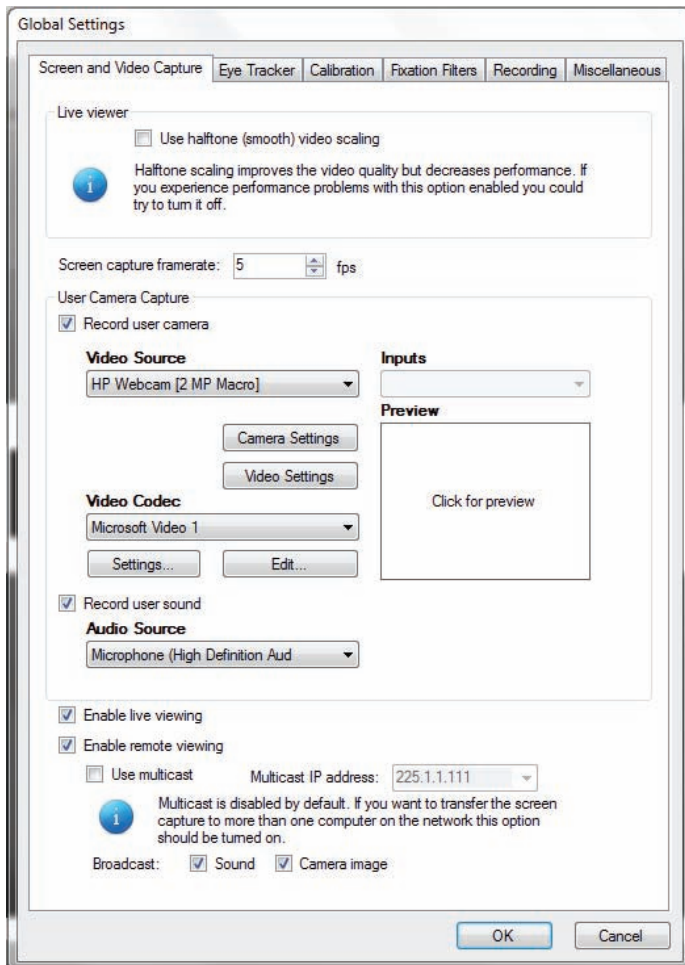 Global Settings
Screen and Video Capture Eye Tracker Calibration Fixation Filters Recording Miscellaneous
Live viewer
Use halftone (smooth) video scaling
Halftone scaling improves the video quality but decreases performance. If
you experience performance problems with this option enabled you could
try to turn it off.
Screen capture framerate: 5 fps
User Camera Capture
Record user camera
Video Source Inputs
HP Webcam [2 MP Macro]
Preview
Camera Settings
Video Settings
Click for preview
Video Codec
Microsoft Video 1
Settings... Edit...
Record user sound
Audio Source
Microphone (High Definition Aud
Enable live viewing
Enable remote viewing
Use multicast Multicast IP address: 225.1.1.111
Multicast is disabled by default. If you want to transfer the screen
capture to more than one computer on the network this option
should be turned on.
Broadcast: Sound Camera image
OK Cancel